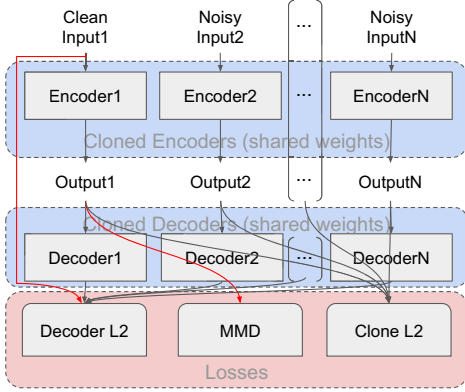 Clean Input1
Noisy Input2
...
Noisy InputN
Encoder1
Encoder2
...
EncoderN
Cloned Encoders (shared weights)
Output1
Output2
...
OutputN
Cloned Decoders (shared weights)
Decoder1
Decoder2
...
DecoderN
Decoder L2
MMD
Clone L2
Losses